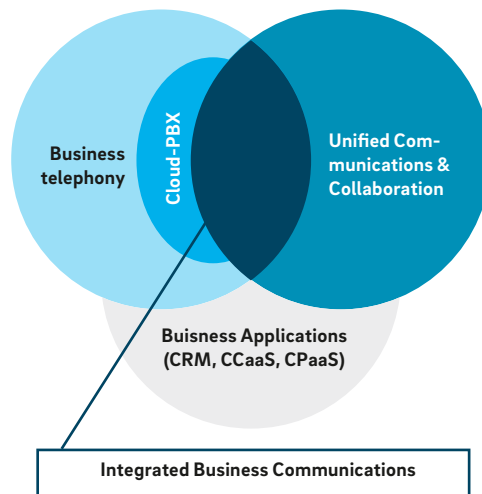 Business
telephony
Cloud-PBX
Unified Com-
munications &
Collaboration
Buisness Applications
(CRM, CCaaS, CPaaS)
Integrated Business Communications